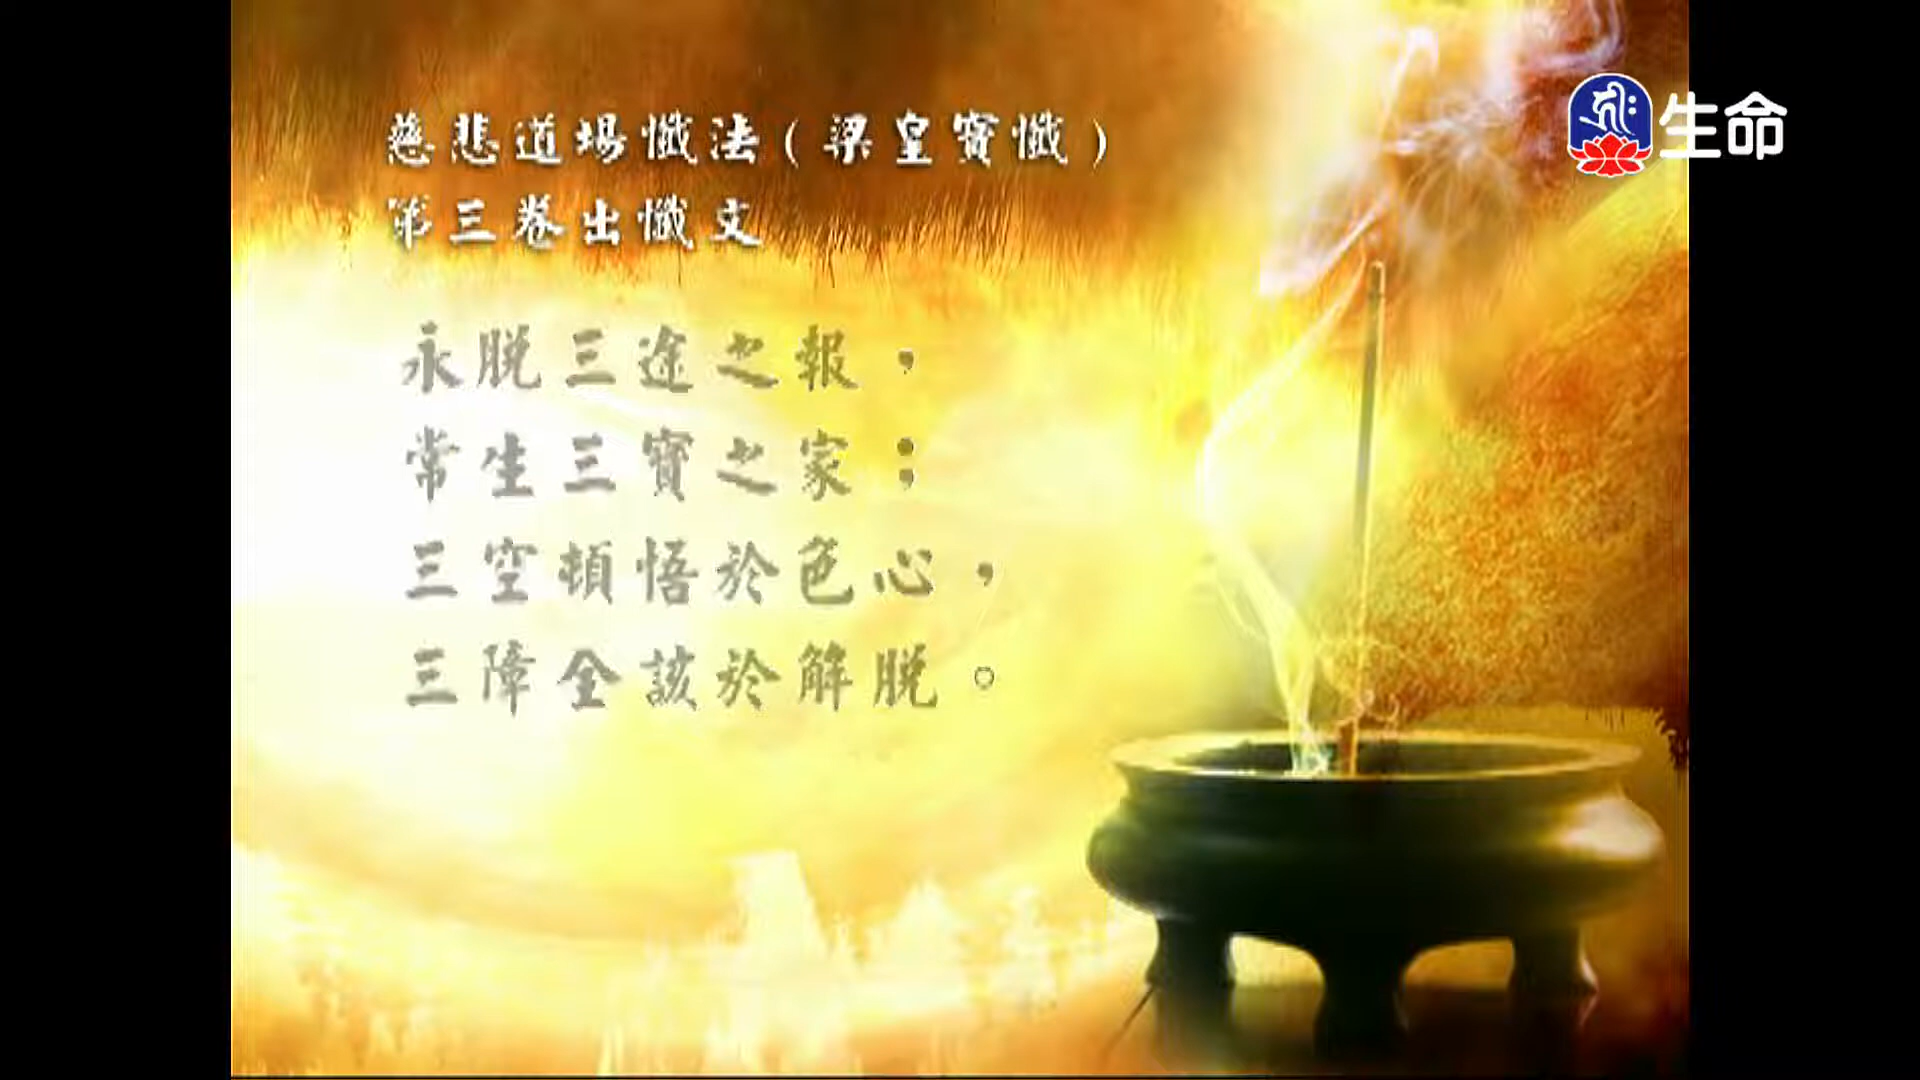 慈悲道場懺法(梁皇寶懺)
第三卷出懺文
永脫三途之報，
常生三寶之家；
三空頓悟於色心，
三障全該於解脫。
生命